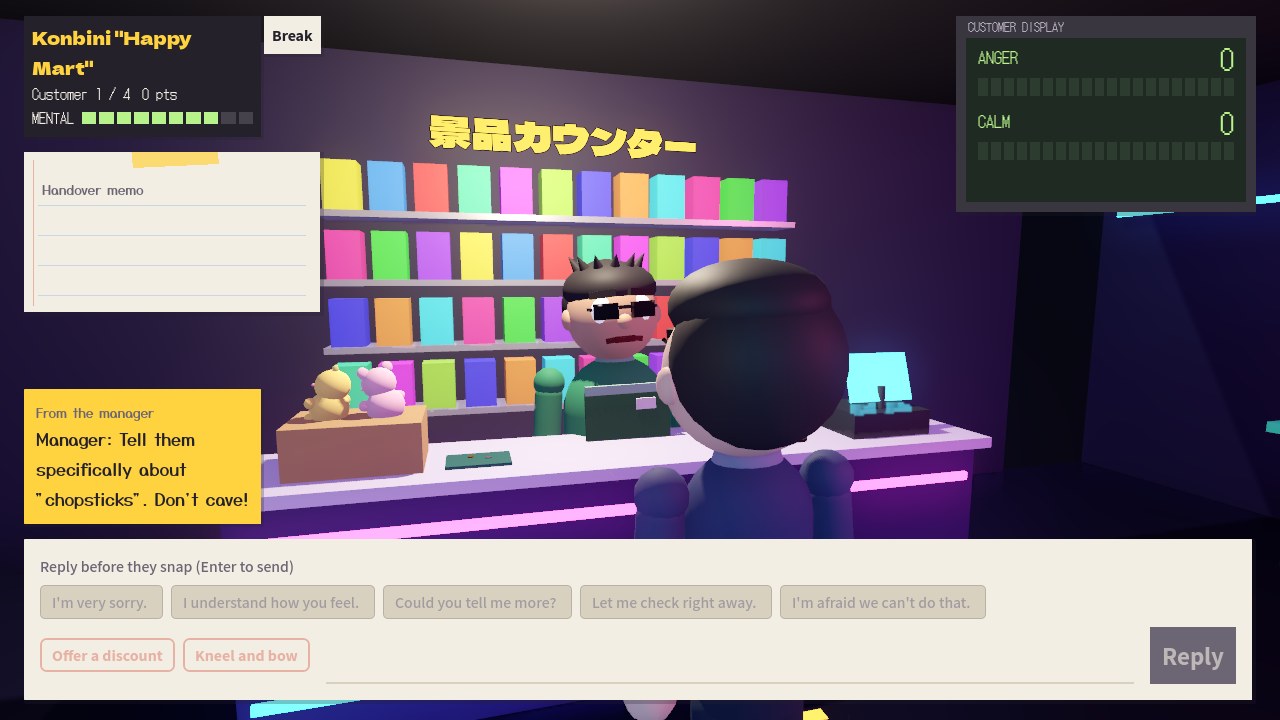 Konbini "Happy
Mart"
Customer 1 / 4 0 pts
MENTAL
Break
CUSTOMER DISPLAY
ANGER 0
CALM 0
景品カウンター
Handover memo
From the manager
Manager: Tell them
specifically about
"chopsticks". Don't cave!
Reply before they snap (Enter to send)
I'm very sorry.
I understand how you feel.
Could you tell me more?
Let me check right away.
I'm afraid we can't do that.
Offer a discount
Kneel and bow
Reply